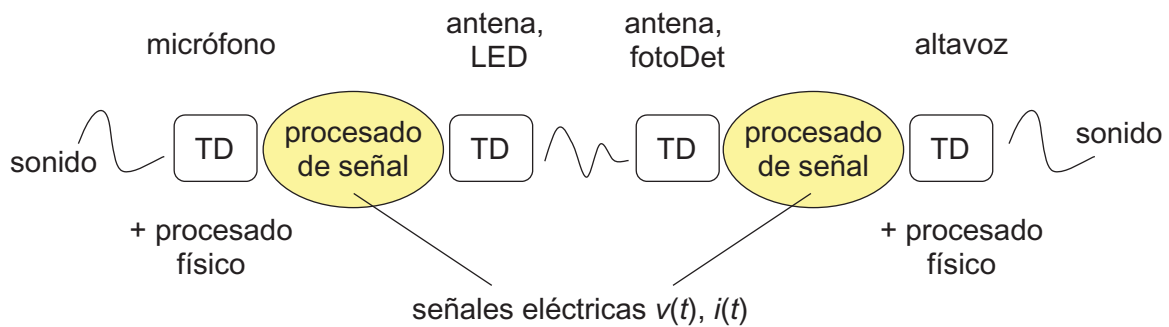 micrófono
antena,
LED
antena,
fotoDet
altavoz
sonido
TD
procesado
de señal
TD
TD
procesado
de señal
TD
sonido
+ procesado
físico
+ procesado
físico
señales eléctricas v(t), i(t)